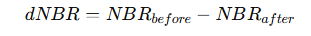 dNBR = NBR_before − NBR_after